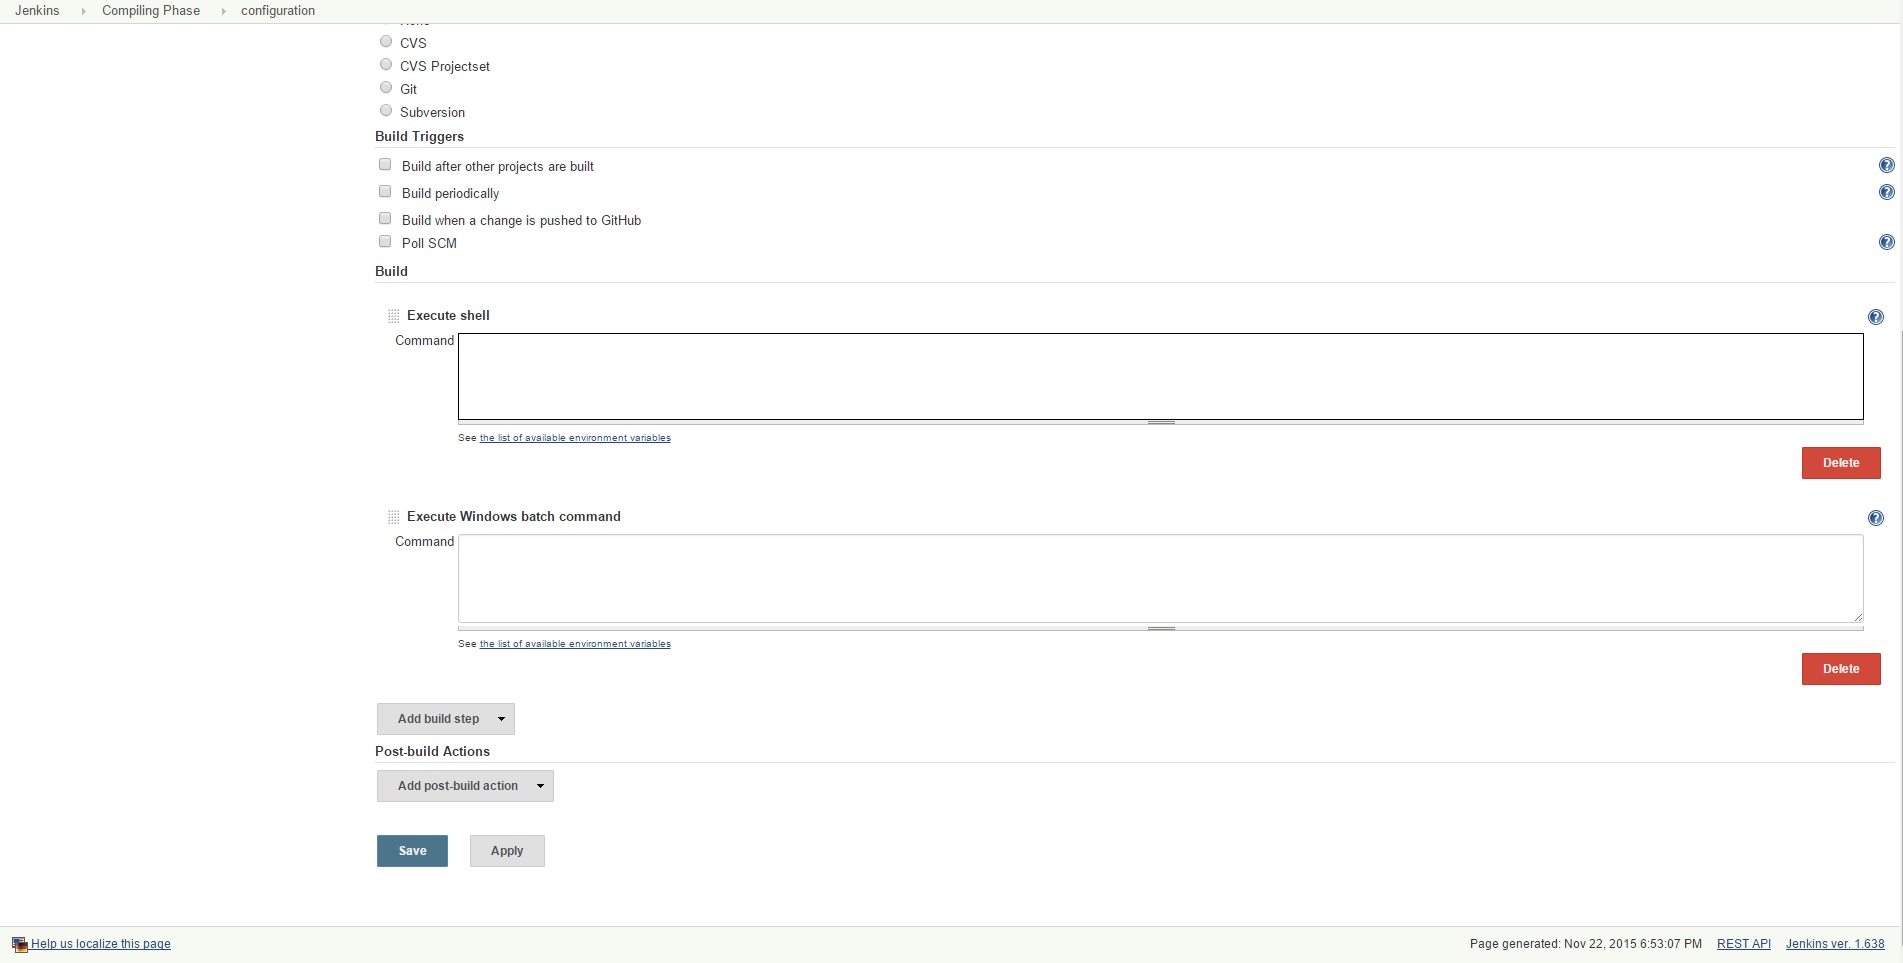 Jenkins Compiling Phase configuration
CVS
CVS Projectset
Git
Subversion
Build Triggers
Build after other projects are built
Build periodically
Build when a change is pushed to GitHub
Poll SCM
Build
Execute shell
Command
See the list of available environment variables
Delete
Execute Windows batch command
Command
See the list of available environment variables
Delete
Add build step
Post-build Actions
Add post-build action
Save Apply
Help us localize this page Page generated: Nov 22, 2015 6:53:07 PM REST API Jenkins ver. 1.638